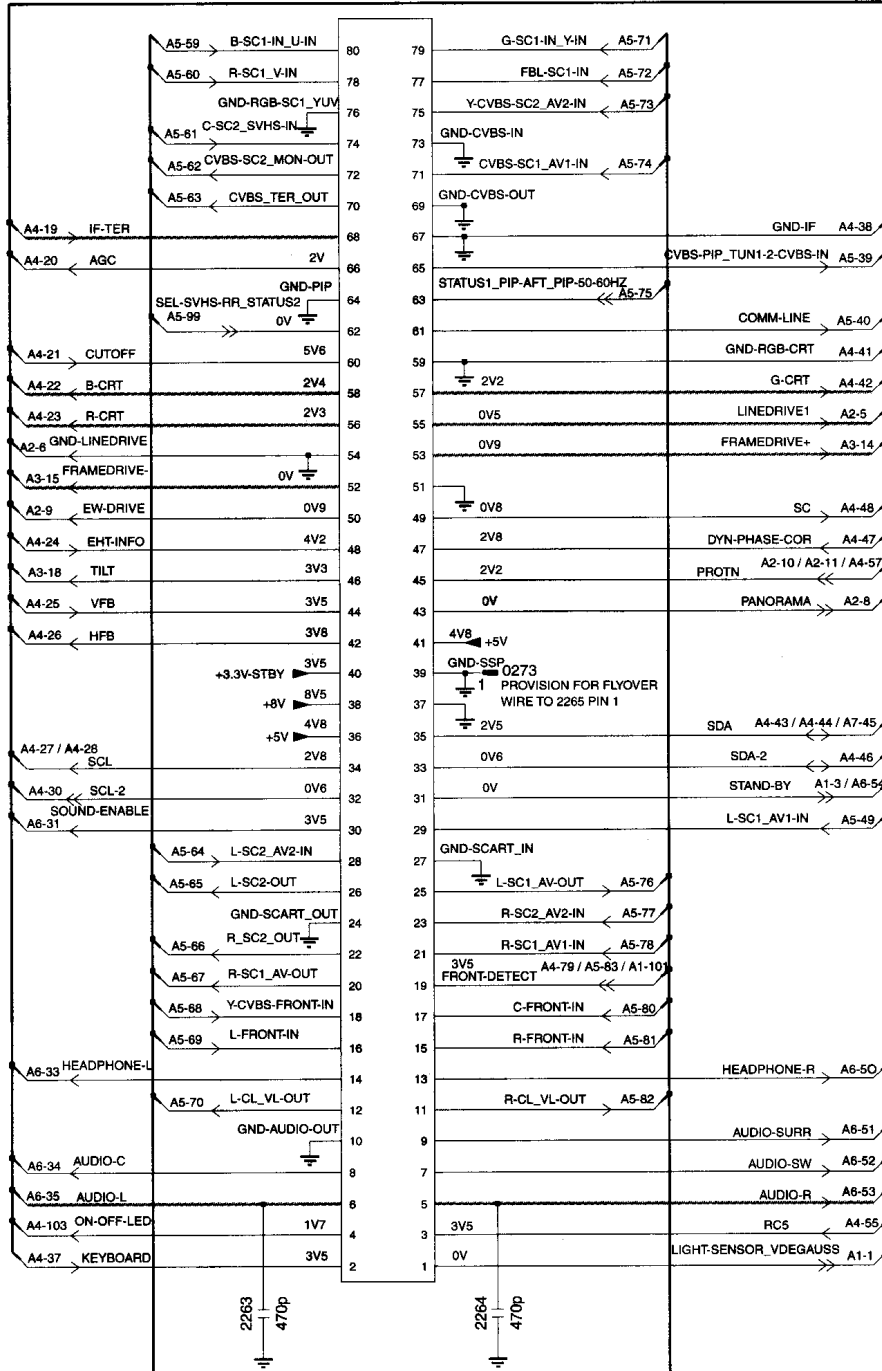 A5-59 B-SC1-IN_U-IN 80 79 G-SC1-IN_Y-IN A5-71
A5-60 R-SC1_V-IN 78 77 FBL-SC1-IN A5-72
GND-RGB-SC1_YUV 76 75 Y-CVBS-SC2_AV2-IN A5-73
A5-61 C-SC2_SVHS-IN 74 73 GND-CVBS-IN
A5-62 CVBS-SC2_MON-OUT 72 71 CVBS-SC1_AV1-IN A5-74
A5-63 CVBS_TER_OUT 70 69 GND-CVBS-OUT
A4-19 IF-TER 68 67 GND-IF A4-38
A4-20 AGC 2V 66 65 CVBS-PIP_TUN1-2-CVBS-IN A5-39
GND-PIP 64 63 STATUS1_PIP-AFT_PIP-50-60HZ A5-75
SEL-SVHS-RR_STATUS2
A5-99 0V 62 61 COMM-LINE A5-40
A4-21 CUTOFF 5V6 60 59 GND-RGB-CRT A4-41
A4-22 B-CRT 2V4 58 57 2V2 G-CRT A4-42
A4-23 R-CRT 2V3 56 55 0V5 LINEDRIVE1 A2-5
A2-6 GND-LINEDRIVE 54 53 0V9 FRAMEDRIVE+ A3-14
A3-15 FRAMEDRIVE- 0V 52 51
A2-9 EW-DRIVE 0V9 50 49 0V8 SC A4-48
A4-24 EHT-INFO 4V2 48 47 2V8 DYN-PHASE-COR A4-47
A3-18 TILT 3V3 46 45 2V2 PROTN A2-10 / A2-11 / A4-57
A4-25 VFB 3V5 44 43 0V PANORAMA A2-8
A4-26 HFB 3V8 42 41 4V8 +5V
+3.3V-STBY 3V5 40 39 GND-SSP 0273
1 PROVISION FOR FLYOVER
WIRE TO 2265 PIN 1
+8V 8V5 38 37
+5V 4V8 36 35 2V5 SDA A4-43 / A4-44 / A7-45
A4-27 / A4-28
SCL 2V8 34 33 0V6 SDA-2 A4-46
A4-30 SCL-2 0V6 32 31 0V STAND-BY A1-3 / A6-54
A6-31 SOUND-ENABLE 3V5 30 29 L-SC1_AV1-IN A5-49
A5-64 L-SC2_AV2-IN 28 27 GND-SCART_IN
A5-65 L-SC2-OUT 26 25 L-SC1_AV-OUT A5-76
GND-SCART_OUT 24 23 R-SC2_AV2-IN A5-77
A5-66 R_SC2_OUT 22 21 R-SC1_AV1-IN A5-78
A5-67 R-SC1_AV-OUT 20 19 3V5 FRONT-DETECT A4-79 / A5-83 / A1-101
A5-68 Y-CVBS-FRONT-IN 18 17 C-FRONT-IN A5-80
A5-69 L-FRONT-IN 16 15 R-FRONT-IN A5-81
A6-33 HEADPHONE-L 14 13 HEADPHONE-R A6-50
A5-70 L-CL_VL-OUT 12 11 R-CL_VL-OUT A5-82
GND-AUDIO-OUT 10 9 AUDIO-SURR A6-51
A6-34 AUDIO-C 8 7 AUDIO-SW A6-52
A6-35 AUDIO-L 6 5 AUDIO-R A6-53
A4-103 ON-OFF-LED 1V7 4 3 3V5 RC5 A4-55
A4-37 KEYBOARD 3V5 2 1 0V LIGHT-SENSOR_VDEGAUSS A1-1
2263 470p 2264 470p